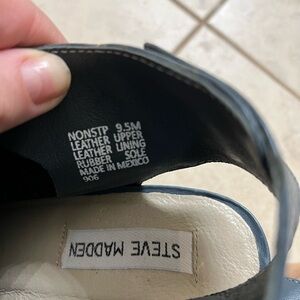 NONSTP 9.5M
LEATHER UPPER
LEATHER LINING
RUBBER SOLE
MADE IN MEXICO
906
STEVE MADDEN